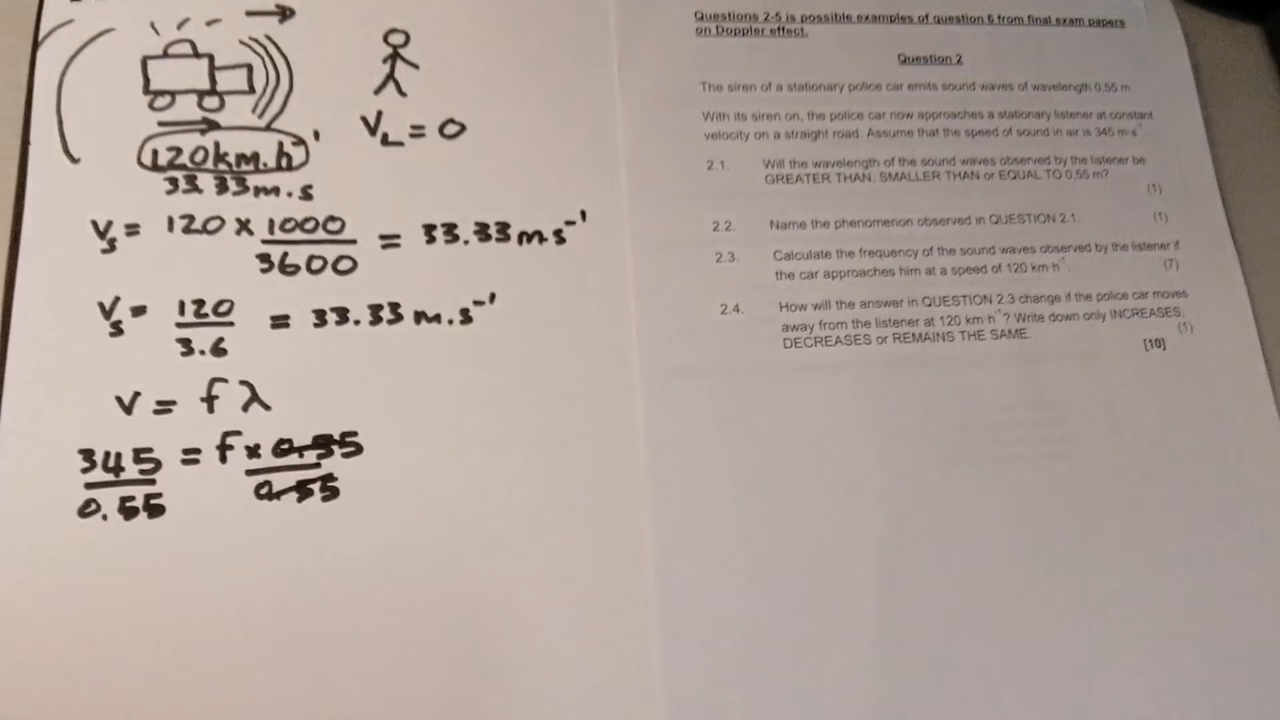 120km.h⁻¹
33.33m.s
V_L = 0
V_s = 120 × 1000/3600 = 33.33 m.s⁻¹
V_s = 120/3.6 = 33.33 m.s⁻¹
v = fλ
345/0.55 = f × 0.55/0.55
Questions 2-5 is possible examples of question 6 from final exam papers
on Doppler effect.
Question 2
The siren of a stationary police car emits sound waves of wavelength 0,55 m.
With its siren on, the police car now approaches a stationary listener at constant
velocity on a straight road. Assume that the speed of sound in air is 345 m·s⁻¹.
2.1. Will the wavelength of the sound waves observed by the listener be
GREATER THAN, SMALLER THAN or EQUAL TO 0,55 m?
(1)
2.2. Name the phenomenon observed in QUESTION 2.1. (1)
2.3. Calculate the frequency of the sound waves observed by the listener if
the car approaches him at a speed of 120 km·h⁻¹. (7)
2.4. How will the answer in QUESTION 2.3 change if the police car moves
away from the listener at 120 km·h⁻¹? Write down only INCREASES,
DECREASES or REMAINS THE SAME. (1)
[10]